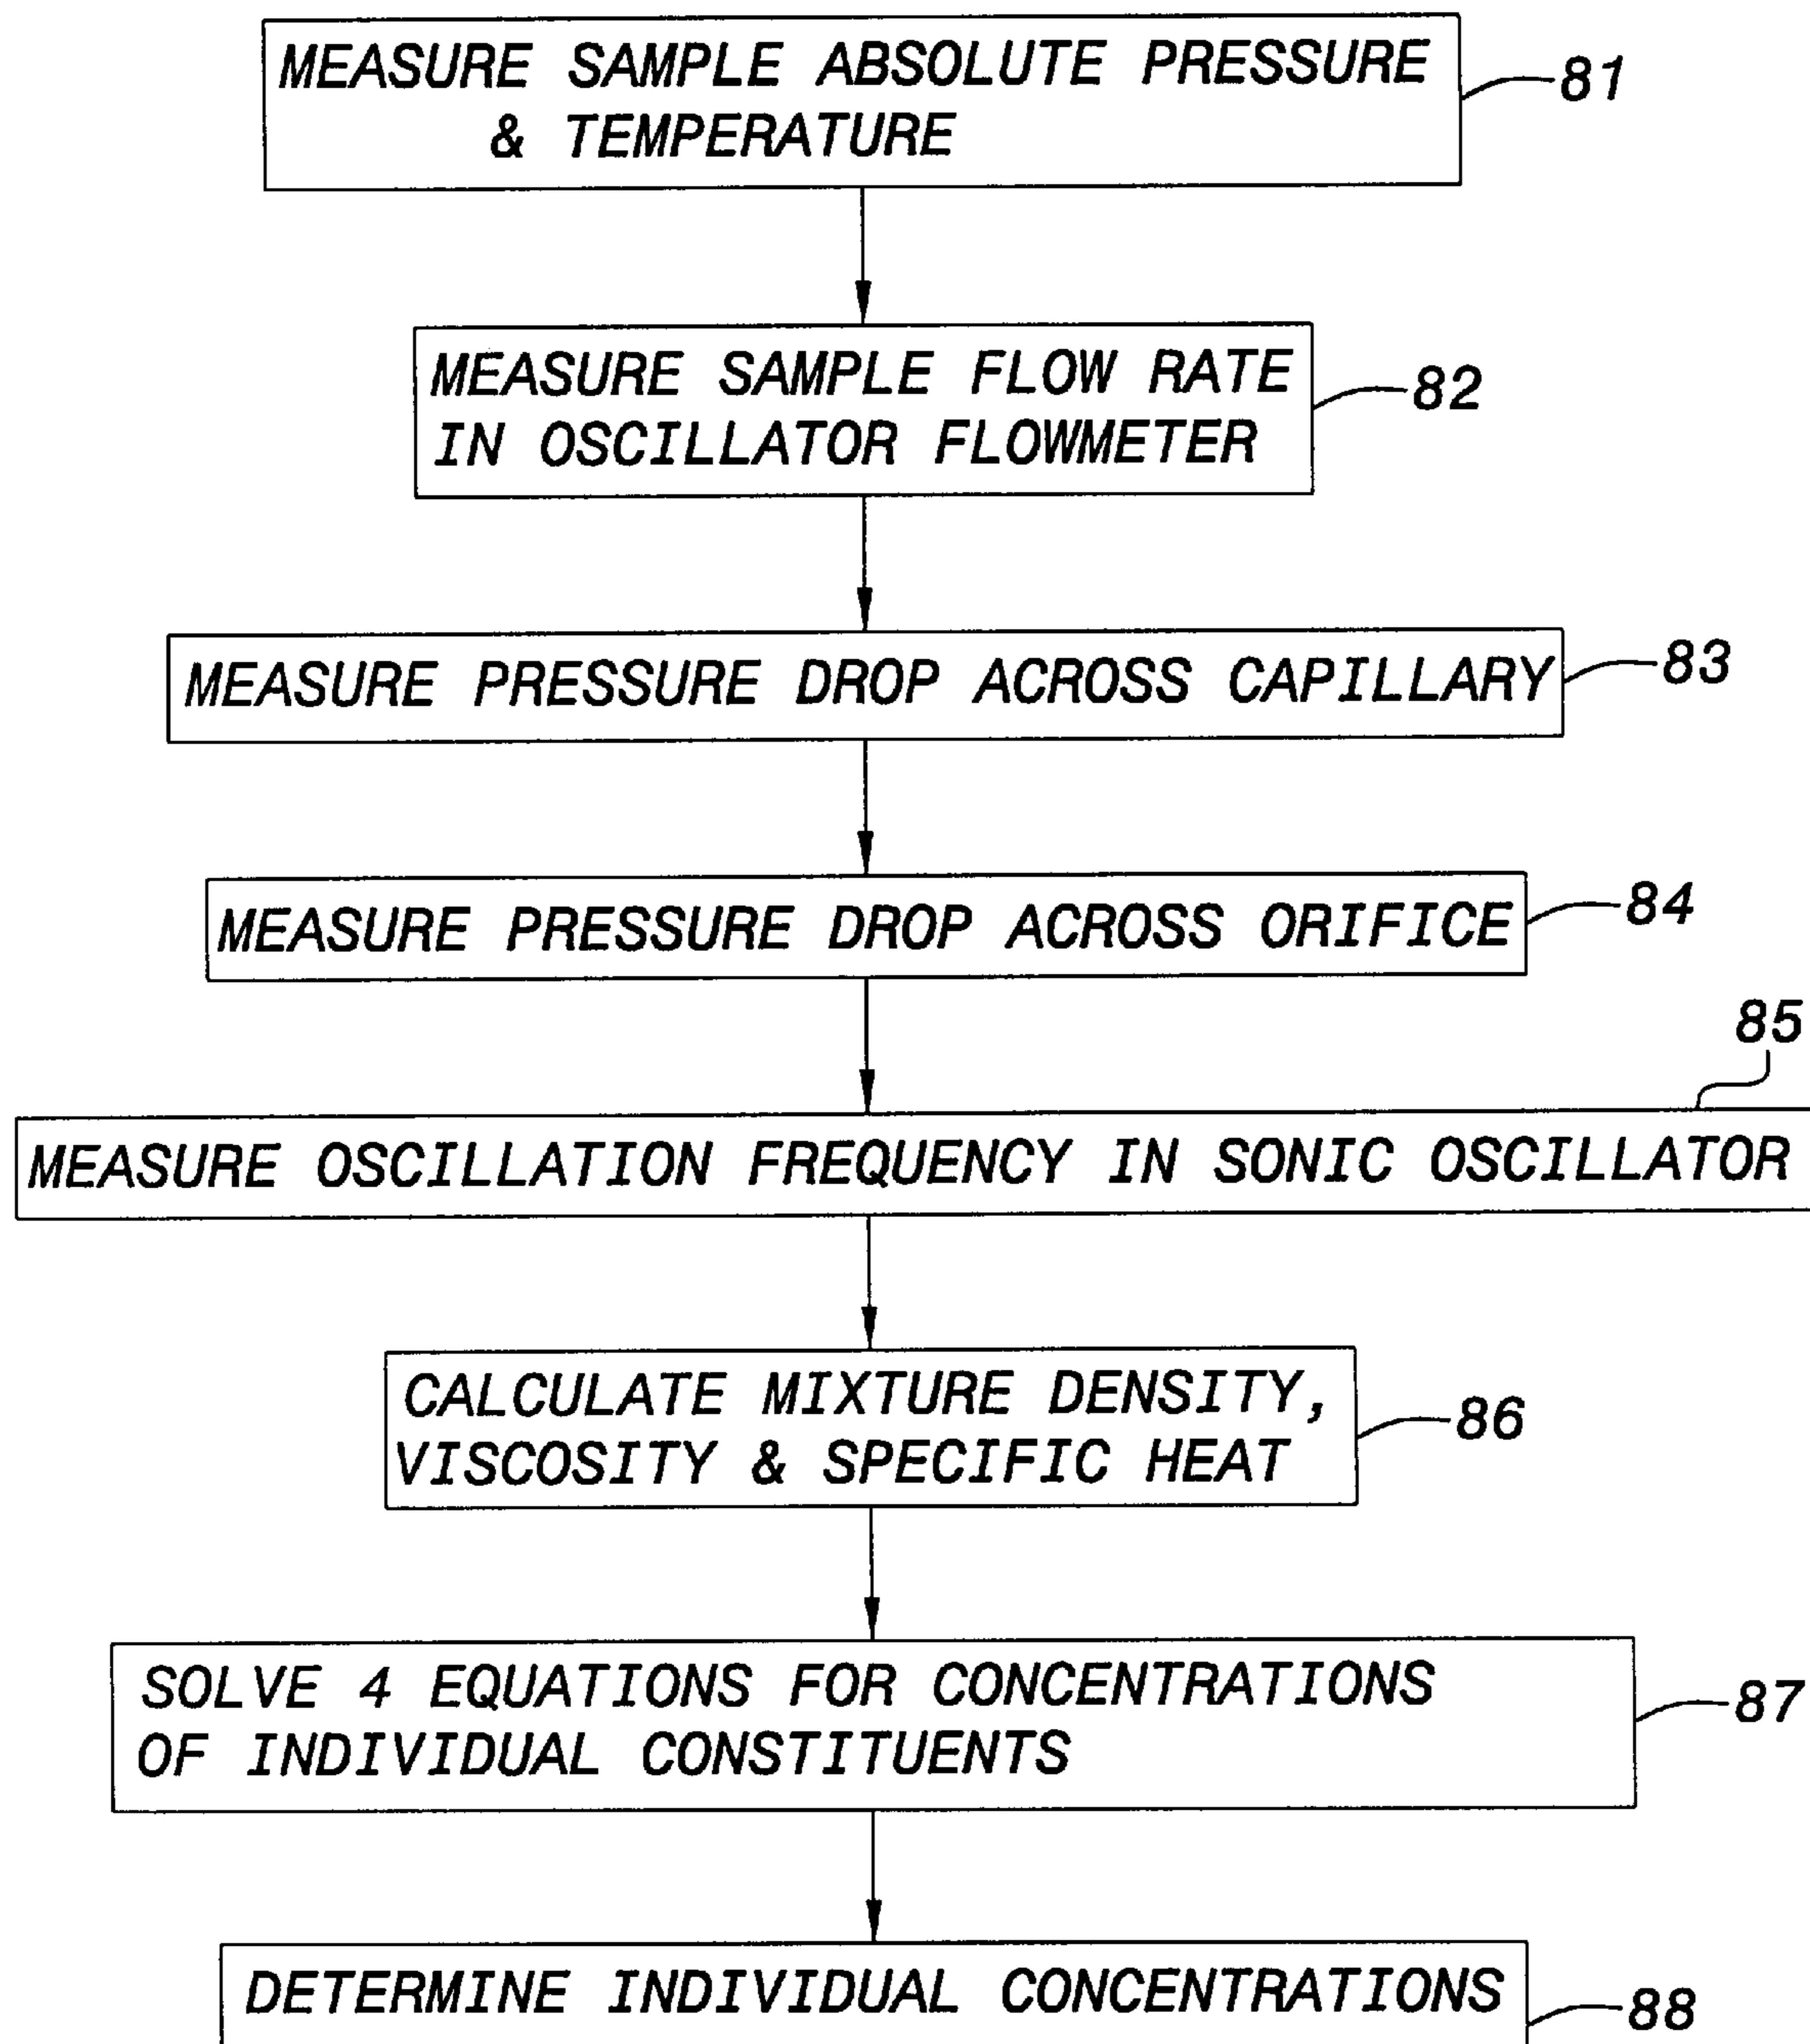 MEASURE SAMPLE ABSOLUTE PRESSURE
& TEMPERATURE
81
MEASURE SAMPLE FLOW RATE
IN OSCILLATOR FLOWMETER
82
MEASURE PRESSURE DROP ACROSS CAPILLARY
83
MEASURE PRESSURE DROP ACROSS ORIFICE
84
85
MEASURE OSCILLATION FREQUENCY IN SONIC OSCILLATOR
CALCULATE MIXTURE DENSITY,
VISCOSITY & SPECIFIC HEAT
86
SOLVE 4 EQUATIONS FOR CONCENTRATIONS
OF INDIVIDUAL CONSTITUENTS
87
DETERMINE INDIVIDUAL CONCENTRATIONS
88